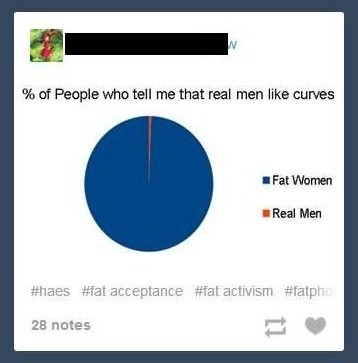 W
% of People who tell me that real men like curves
Fat Women
Real Men
#haes #fat acceptance #fat activism #fatpho
28 notes